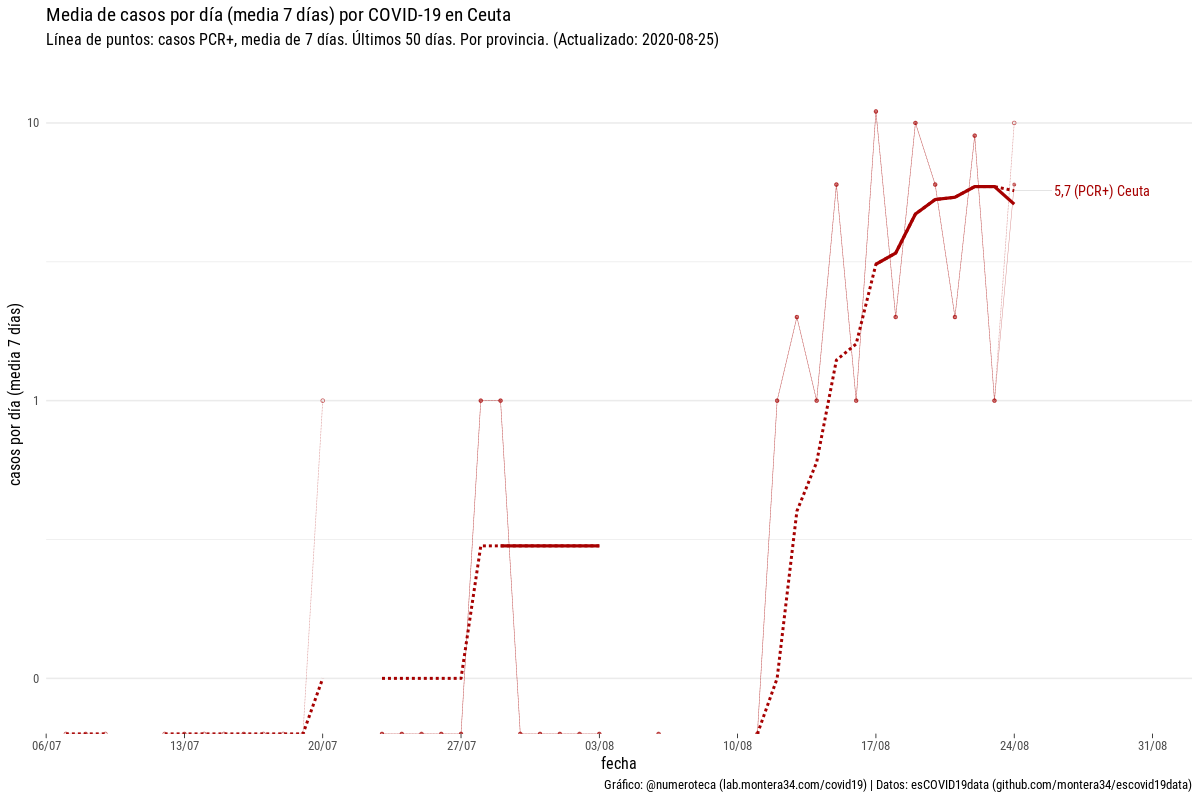 Media de casos por día (media 7 días) por COVID-19 en Ceuta
Línea de puntos: casos PCR+, media de 7 días. Últimos 50 días. Por provincia. (Actualizado: 2020-08-25)
casos por día (media 7 días)
10
1
0
5,7 (PCR+) Ceuta
06/07
13/07
20/07
27/07
03/08
10/08
17/08
24/08
31/08
fecha
Gráfico: @numeroteca (lab.montera34.com/covid19) | Datos: esCOVID19data (github.com/montera34/escovid19data)